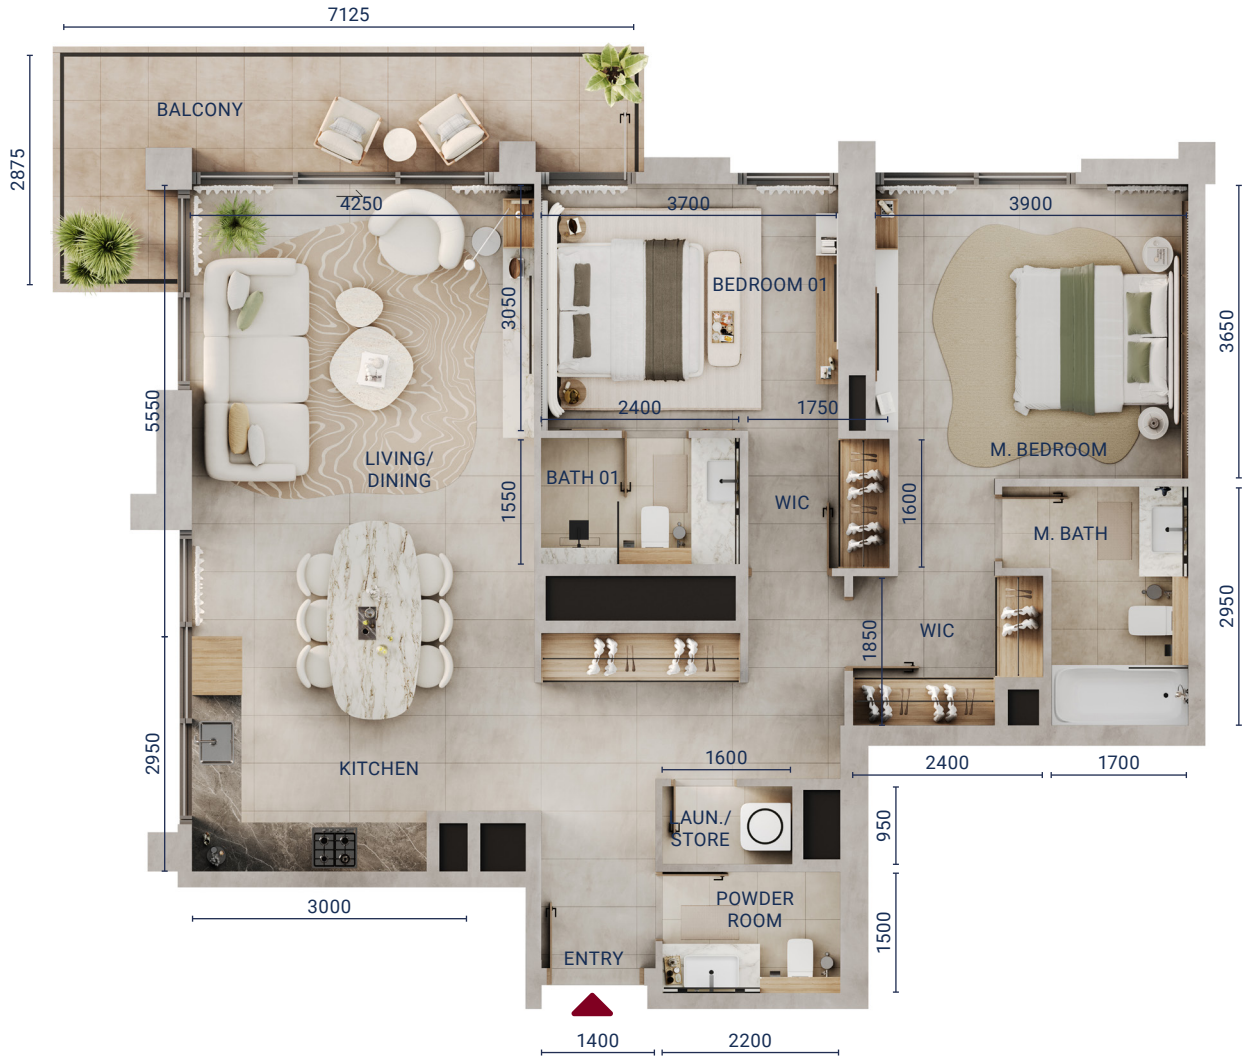 7125
BALCONY
2875
4250
3700
3900
BEDROOM 01
3050
3650
5550
2400
1750
LIVING/
DINING
M. BEDROOM
BATH 01
1550
WIC
1600
M. BATH
2950
1850
WIC
2950
KITCHEN
1600
2400
1700
LAUN./
STORE
950
POWDER
ROOM
3000
1500
ENTRY
1400
2200